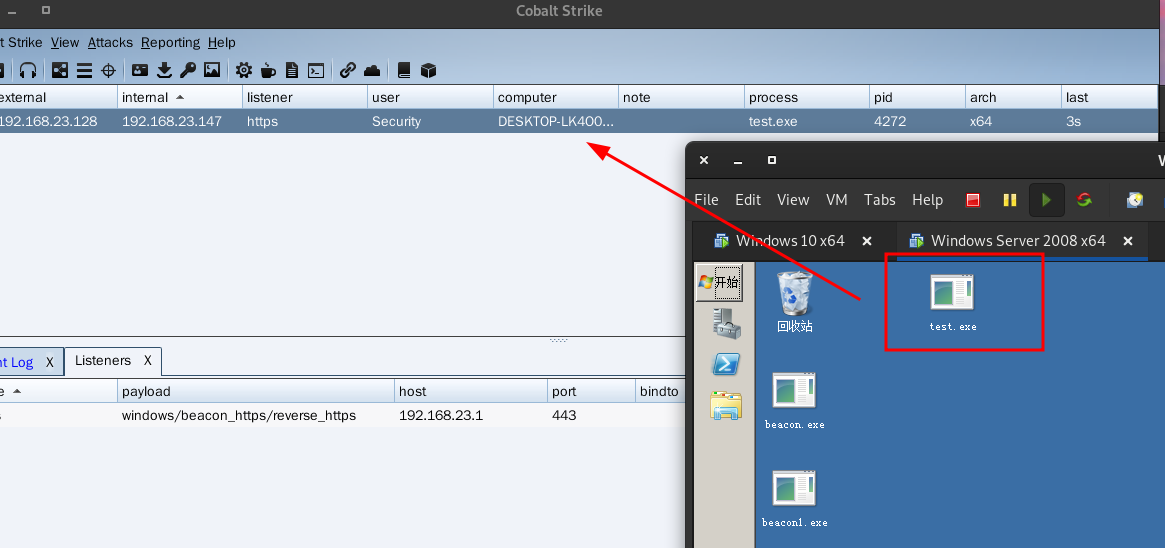 Cobalt Strike
t Strike View Attacks Reporting Help
external internal listener user computer note process pid arch last
192.168.23.128 192.168.23.147 https Security DESKTOP-LK4OO... test.exe 4272 x64 3s
W
File Edit View VM Tabs Help
Windows 10 x64 × Windows Server 2008 x64 ×
开始
回收站
test.exe
beacon.exe
beacon1.exe
nt Log X Listeners X
e payload host port bindto
s windows/beacon_https/reverse_https 192.168.23.1 443